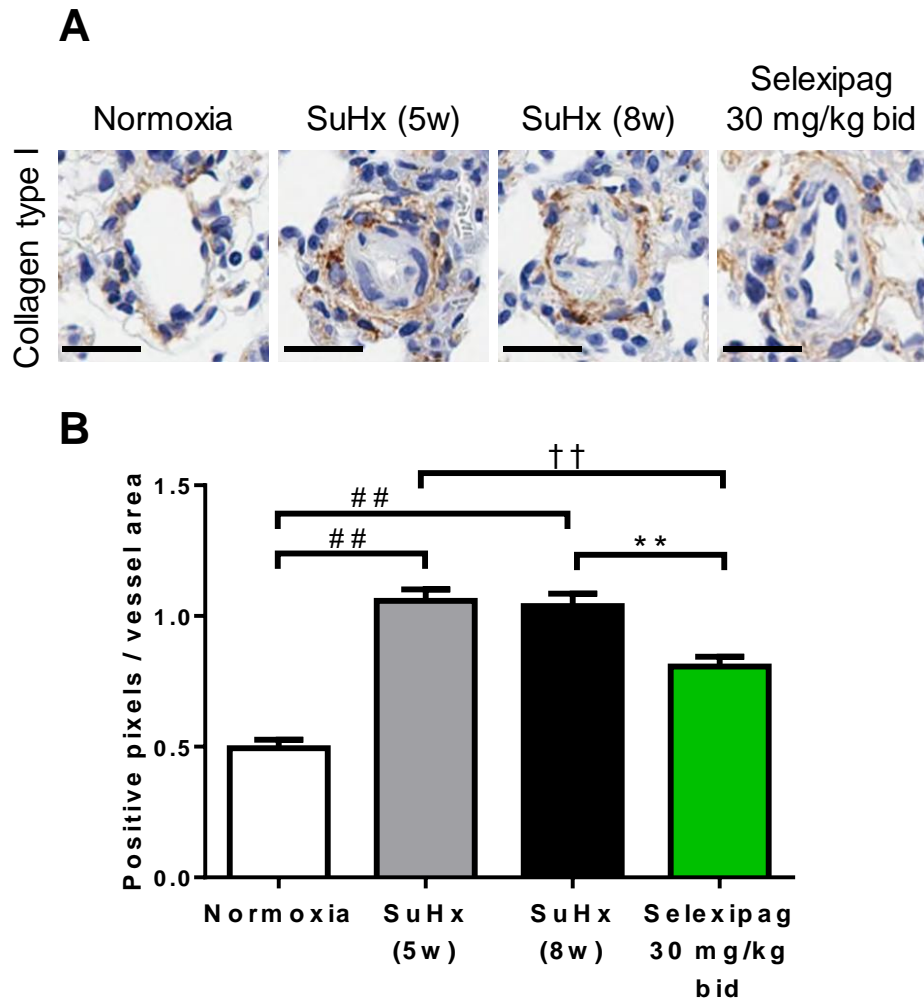 A
Normoxia
SuHx (5w)
SuHx (8w)
Selexipag
30 mg/kg bid
Collagen type I
B
††
##
##
**
Positive pixels / vessel area
1.5
1.0
0.5
0.0
Normoxia
SuHx
(5w)
SuHx
(8w)
Selexipag
30 mg/kg
bid